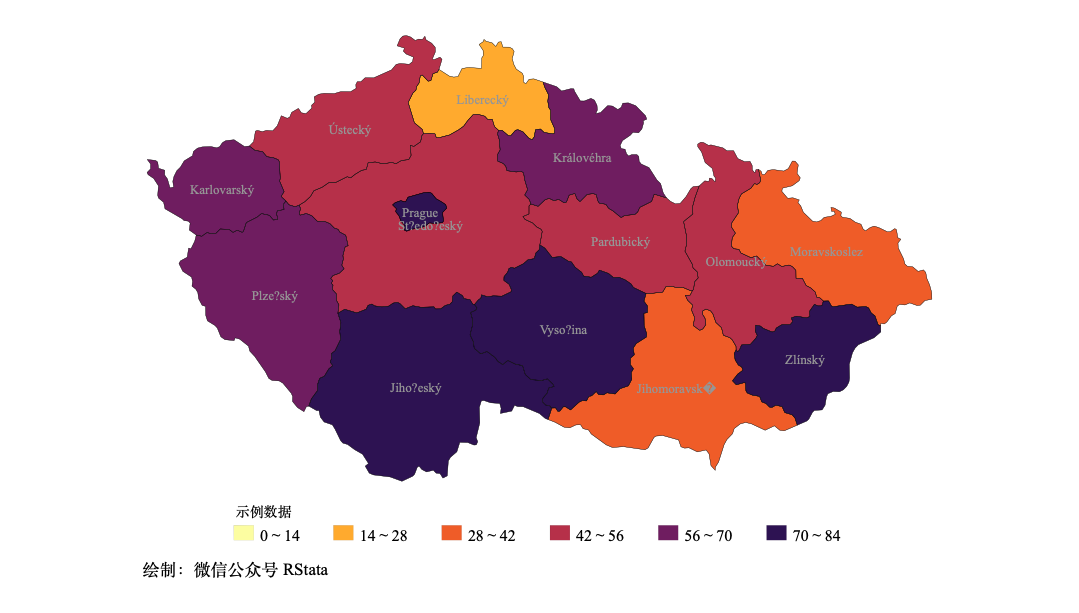 Liberecký
Ústecký
Královéhra
Karlovarský
Prague
St?edo?eský
Pardubický
Moravskoslez
Olomoucký
Plze?ský
Vyso?ina
Zlínský
Jiho?eský
Jihomoravsk�
示例数据
0~14 14~28 28~42 42~56 56~70 70~84
绘制：微信公众号 RStata